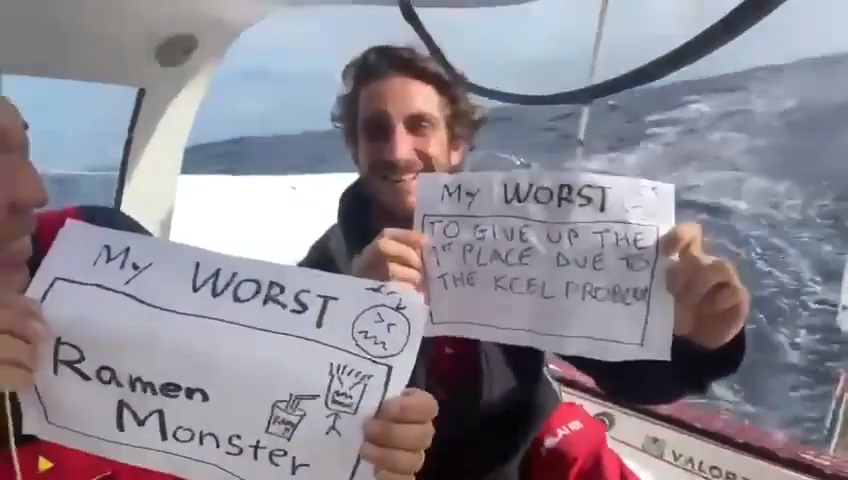 My WORST
Ramen
Monster
My WORST
TO GIVE UP THE
1ST PLACE DUE TO
THE KEEL PROBLEM